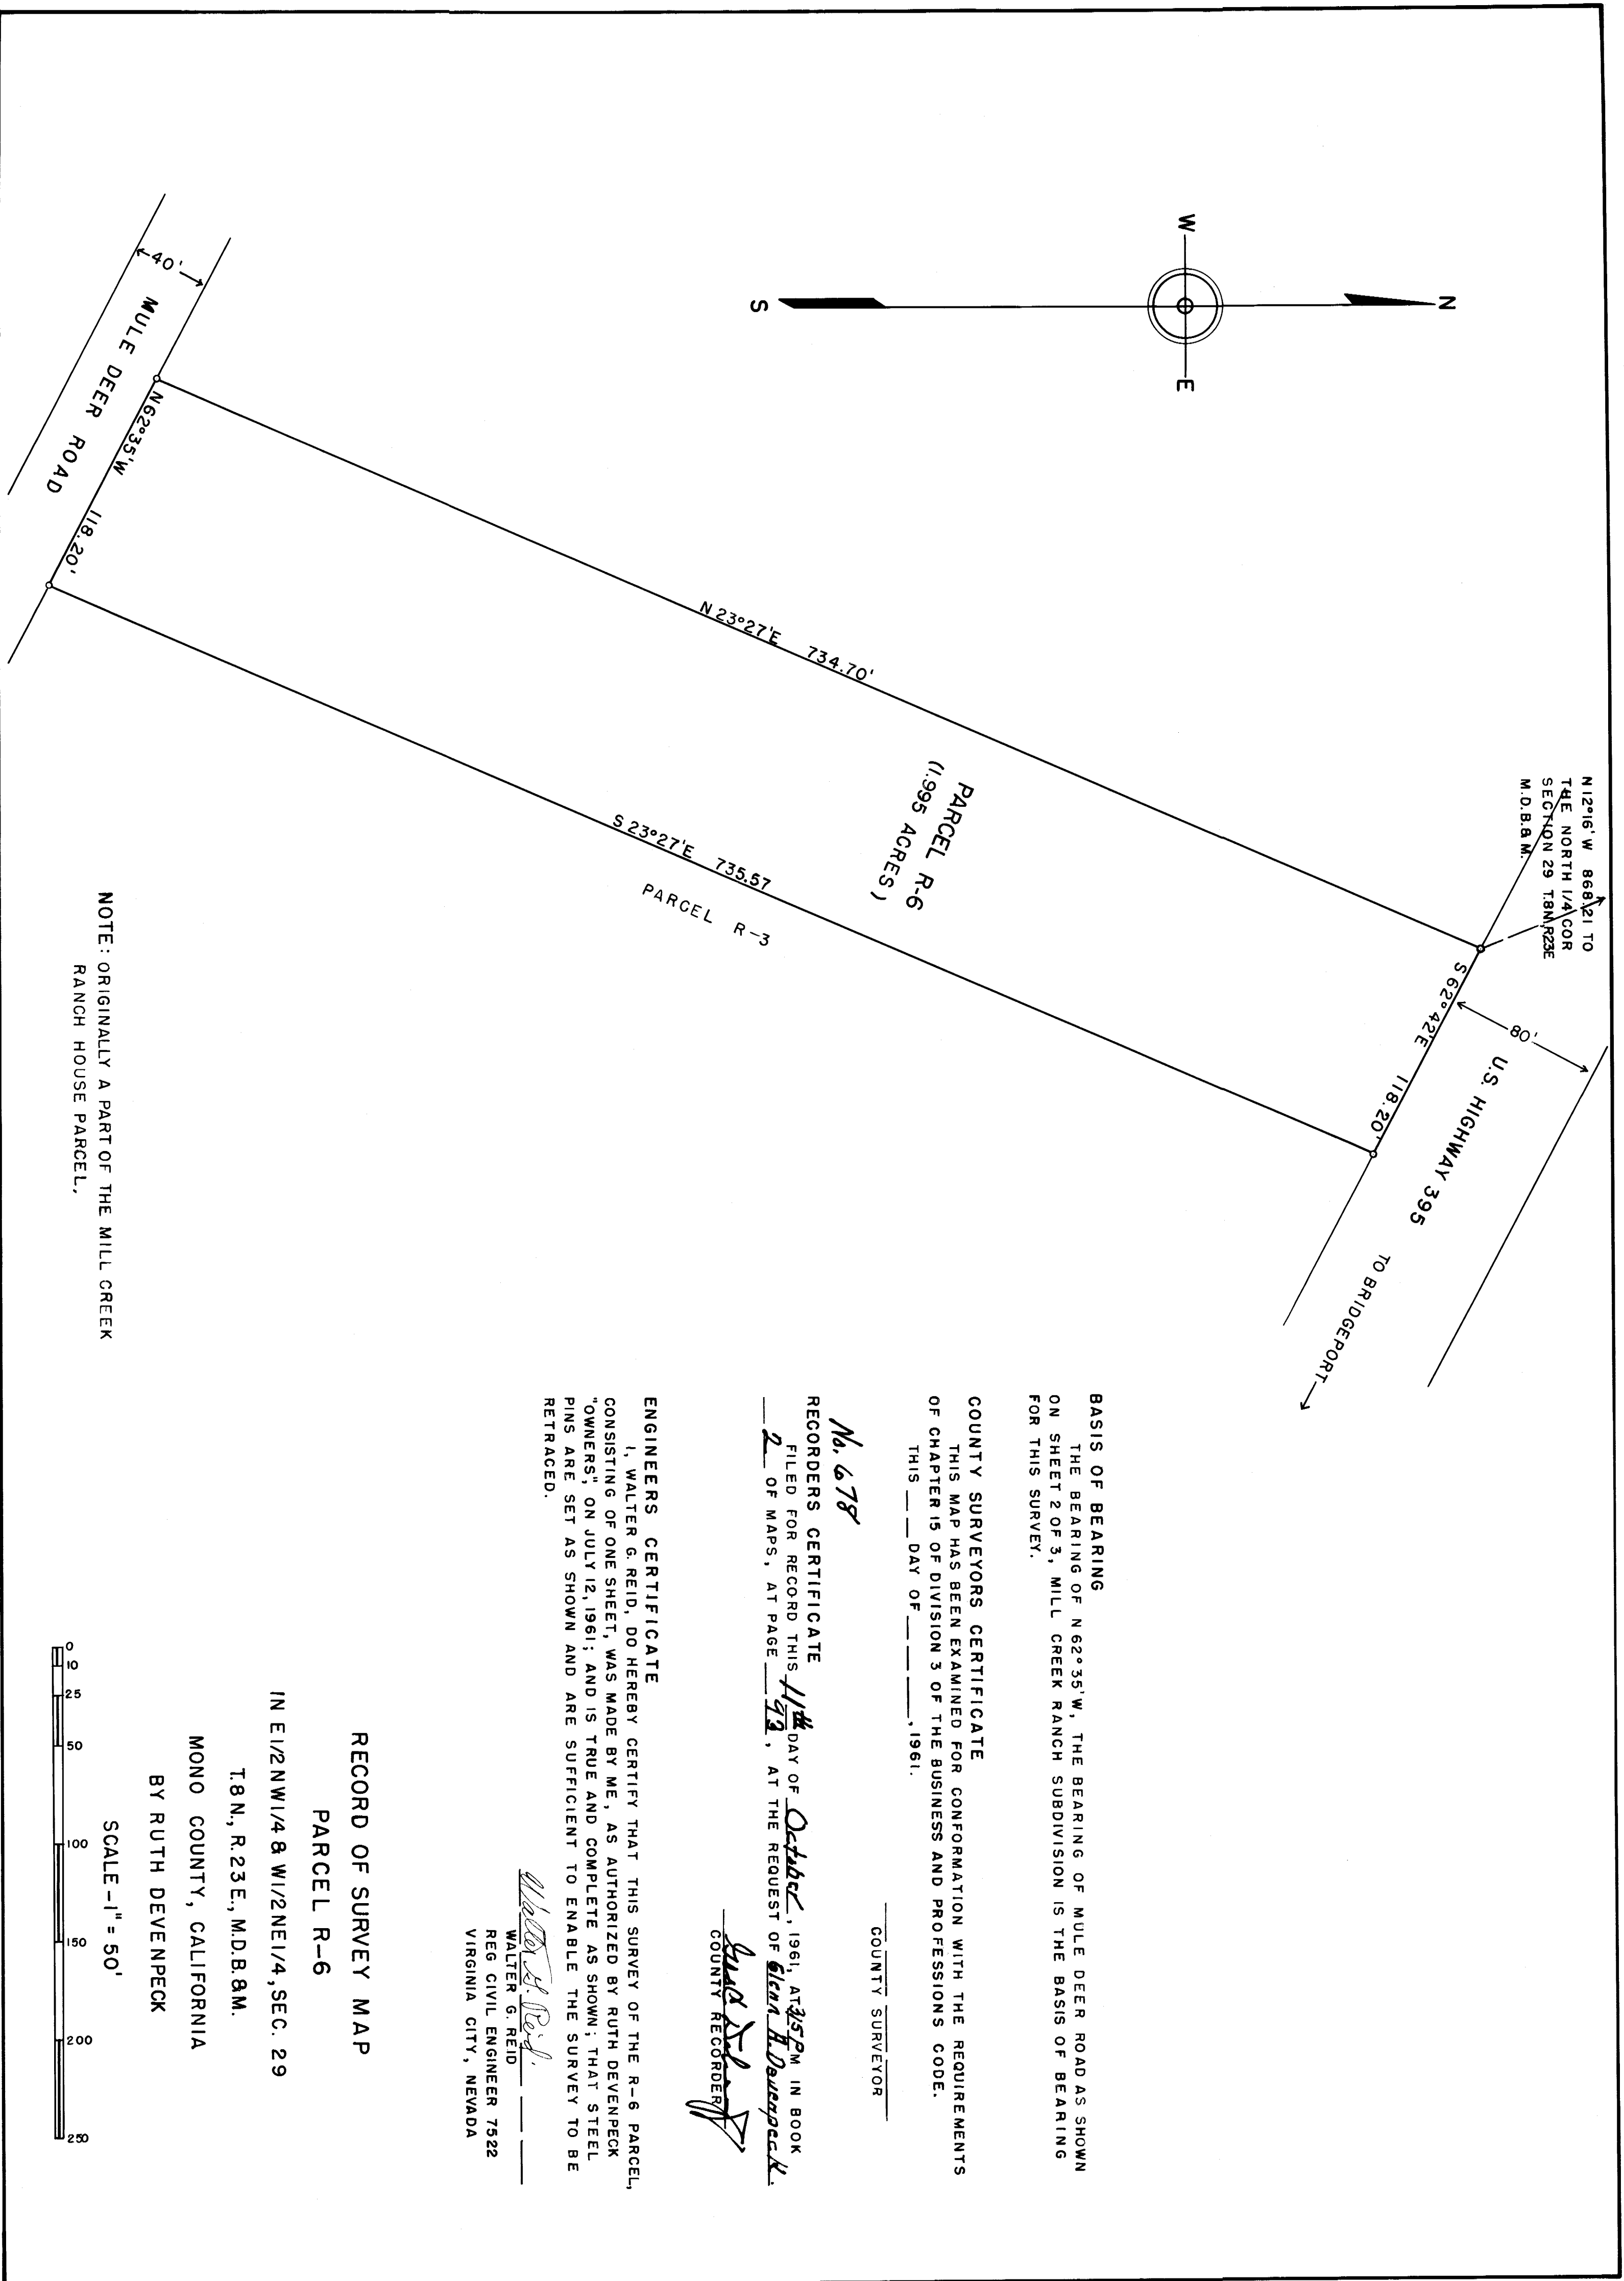 N 12°16' W 868.21 TO
THE NORTH 1/4 COR
SECTION 29 T.8N., R23E
M.D.B.& M.
N
W
E
S
80'
U.S. HIGHWAY 395
TO BRIDGEPORT
S 62° 42'E 118.20'
N 23°27'E 734.70'
PARCEL R-6
(1.995 ACRES)
S 23°27'E 735.57
PARCEL R-3
40'
MULE DEER ROAD
N62°35'W 118.20'
NOTE: ORIGINALLY A PART OF THE MILL CREEK
RANCH HOUSE PARCEL.
BASIS OF BEARING
THE BEARING OF N 62° 35' W, THE BEARING OF MULE DEER ROAD AS SHOWN
ON SHEET 2 OF 3, MILL CREEK RANCH SUBDIVISION IS THE BASIS OF BEARING
FOR THIS SURVEY.
COUNTY SURVEYORS CERTIFICATE
THIS MAP HAS BEEN EXAMINED FOR CONFORMATION WITH THE REQUIREMENTS
OF CHAPTER 15 OF DIVISION 3 OF THE BUSINESS AND PROFESSIONS CODE.
THIS DAY OF , 1961.
COUNTY SURVEYOR
No. 678
RECORDERS CERTIFICATE
FILED FOR RECORD THIS 11th DAY OF October, 1961, AT 3:15 PM IN BOOK
2 OF MAPS, AT PAGE 93, AT THE REQUEST OF Glenn A. Devenpeck.
COUNTY RECORDER
ENGINEERS CERTIFICATE
I, WALTER G. REID, DO HEREBY CERTIFY THAT THIS SURVEY OF THE R-6 PARCEL,
CONSISTING OF ONE SHEET, WAS MADE BY ME, AS AUTHORIZED BY RUTH DEVENPECK
"OWNERS", ON JULY 12, 1961; AND IS TRUE AND COMPLETE AS SHOWN; THAT STEEL
PINS ARE SET AS SHOWN AND ARE SUFFICIENT TO ENABLE THE SURVEY TO BE
RETRACED.
Walter G. Reid
WALTER G. REID
REG CIVIL ENGINEER 7522
VIRGINIA CITY, NEVADA
RECORD OF SURVEY MAP
PARCEL R-6
IN E1/2NW1/4 & W1/2NE1/4, SEC. 29
T.8 N., R. 23 E., M.D.B.&M.
MONO COUNTY, CALIFORNIA
BY RUTH DEVENPECK
SCALE - 1" = 50'
0 10 25 50 100 150 200 250